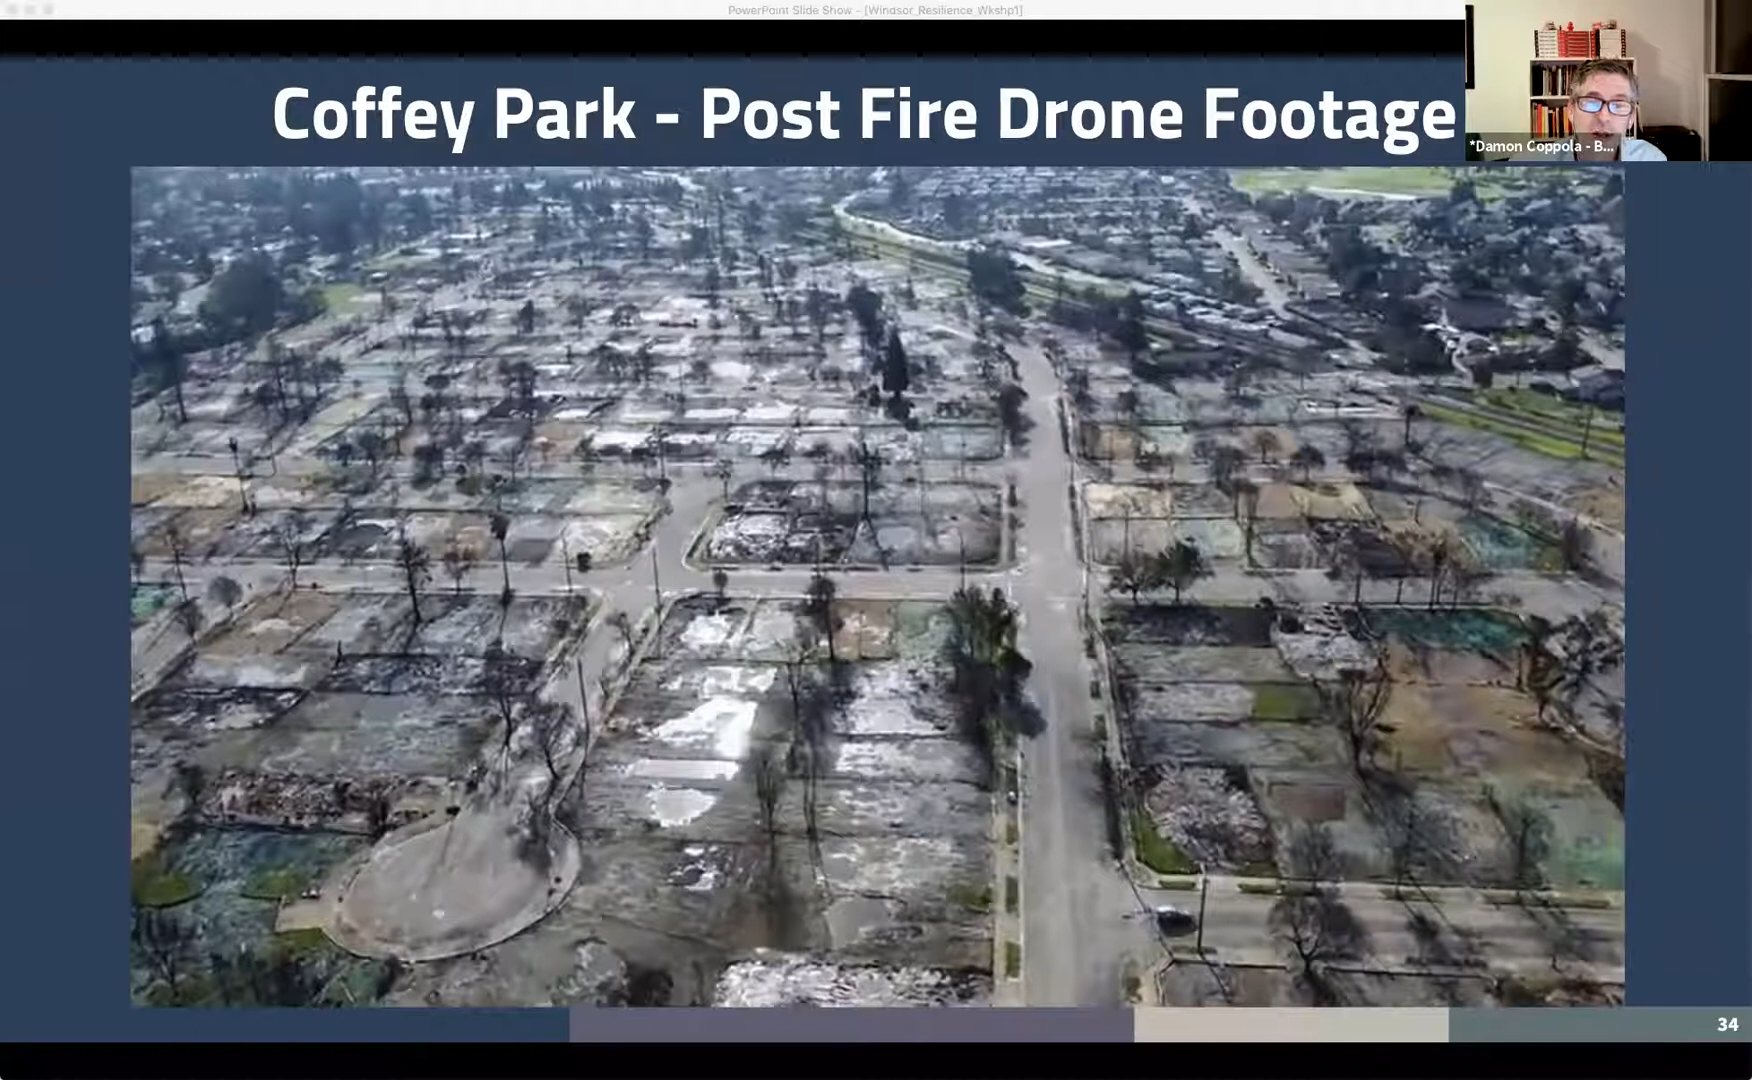 PowerPoint Slide Show - [Windsor_Resilience_Wkshp1]
Coffey Park - Post Fire Drone Footage
*Damon Coppola - B...
34